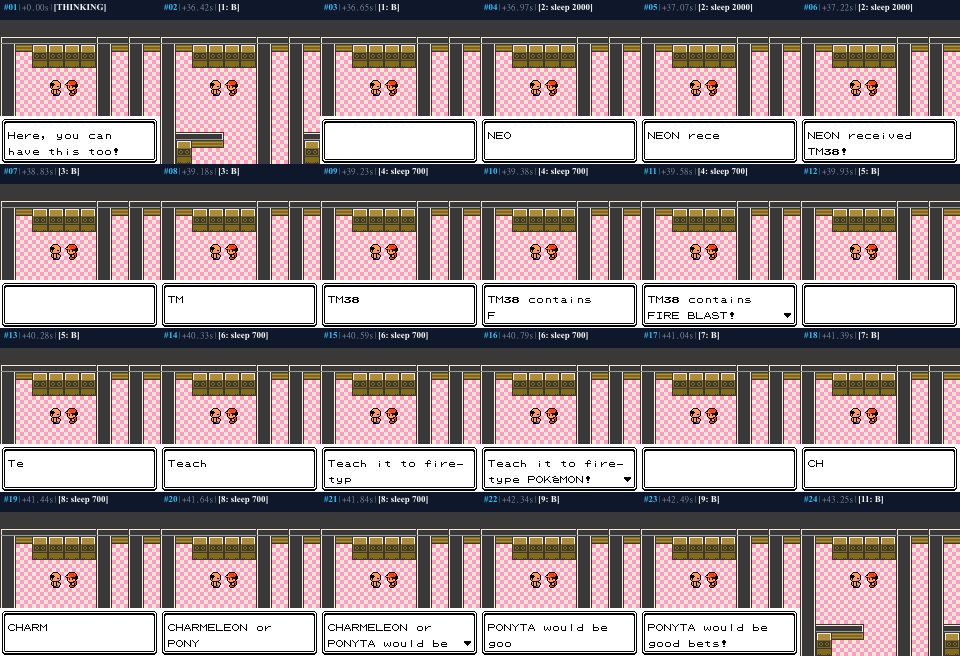 #01|+0.00s|[THINKING]
#02|+36.42s|[1: B]
#03|+36.65s|[1: B]
#04|+36.97s|[2: sleep 2000]
#05|+37.07s|[2: sleep 2000]
#06|+37.22s|[2: sleep 2000]
Here, you can
have this too!
NEO
NEON rece
NEON received
TM38!
#07|+38.83s|[3: B]
#08|+39.18s|[3: B]
#09|+39.23s|[4: sleep 700]
#10|+39.38s|[4: sleep 700]
#11|+39.58s|[4: sleep 700]
#12|+39.93s|[5: B]
TM
TM38
TM38 contains
F
TM38 contains
FIRE BLAST!
#13|+40.28s|[5: B]
#14|+40.33s|[6: sleep 700]
#15|+40.59s|[6: sleep 700]
#16|+40.79s|[6: sleep 700]
#17|+41.04s|[7: B]
#18|+41.39s|[7: B]
Te
Teach
Teach it to fire-
typ
Teach it to fire-
type POKéMON!
CH
#19|+41.44s|[8: sleep 700]
#20|+41.64s|[8: sleep 700]
#21|+41.84s|[8: sleep 700]
#22|+42.34s|[9: B]
#23|+42.49s|[9: B]
#24|+43.25s|[11: B]
CHARM
CHARMELEON or
PONY
CHARMELEON or
PONYTA would be
PONYTA would be
goo
PONYTA would be
good bets!